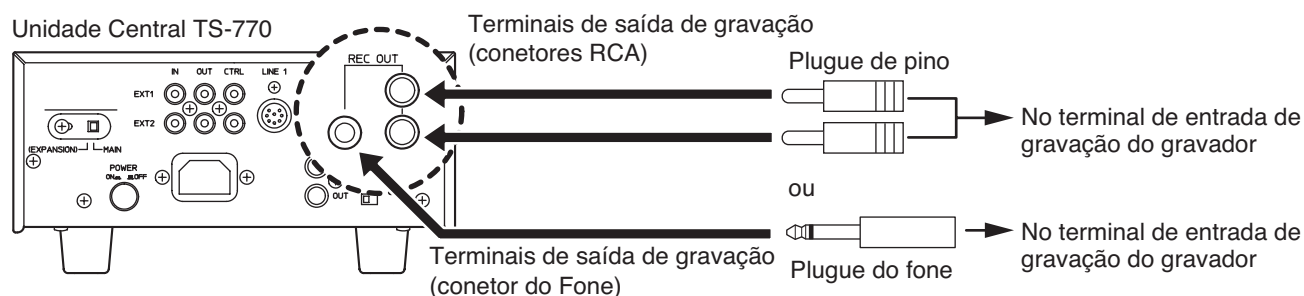 Unidade Central TS-770
Terminais de saída de gravação
(conetores RCA)
Plugue de pino
REC OUT
IN OUT CTRL LINE 1
EXT1
EXT2
(EXPANSION) MAIN
POWER
ON OFF
OUT
No terminal de entrada de
gravação do gravador
ou
Terminais de saída de gravação
(conetor do Fone)
Plugue do fone
No terminal de entrada de
gravação do gravador